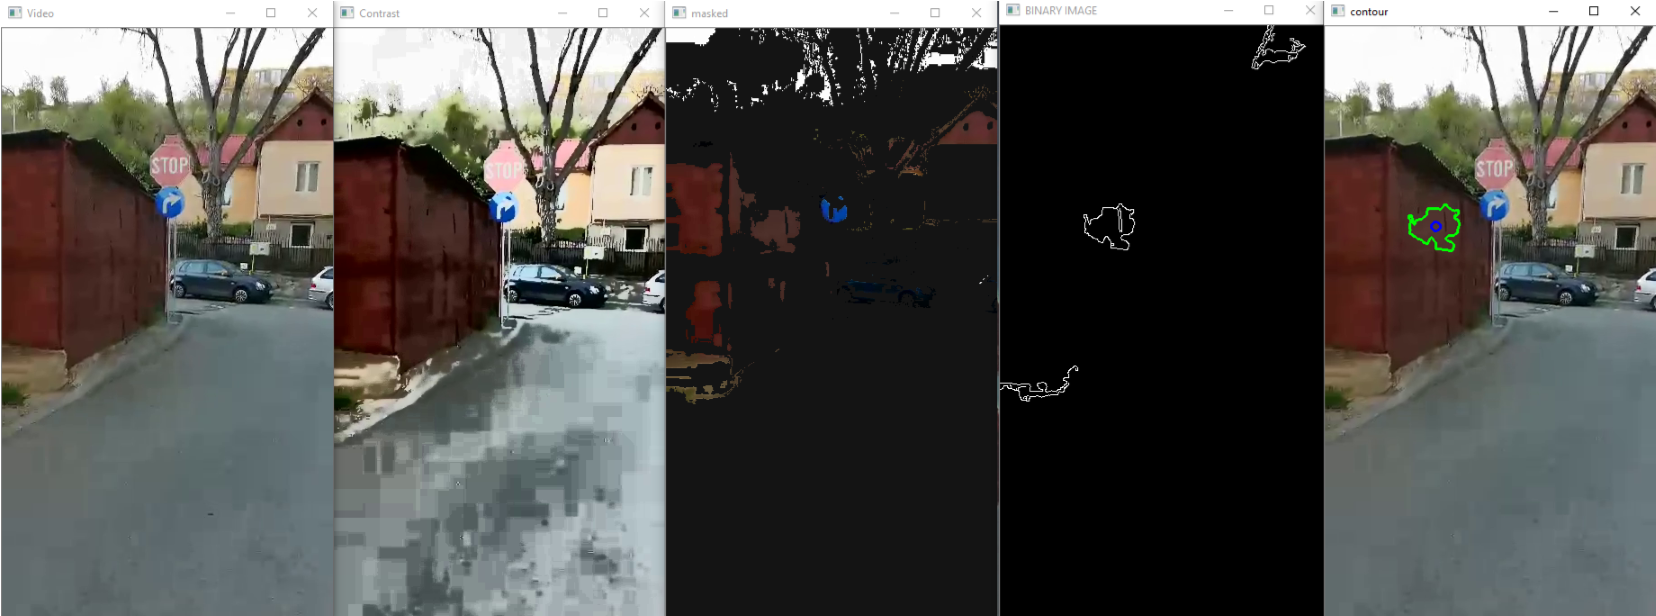 Video
Contrast
masked
BINARY IMAGE
contour
STOP
STOP
STOP